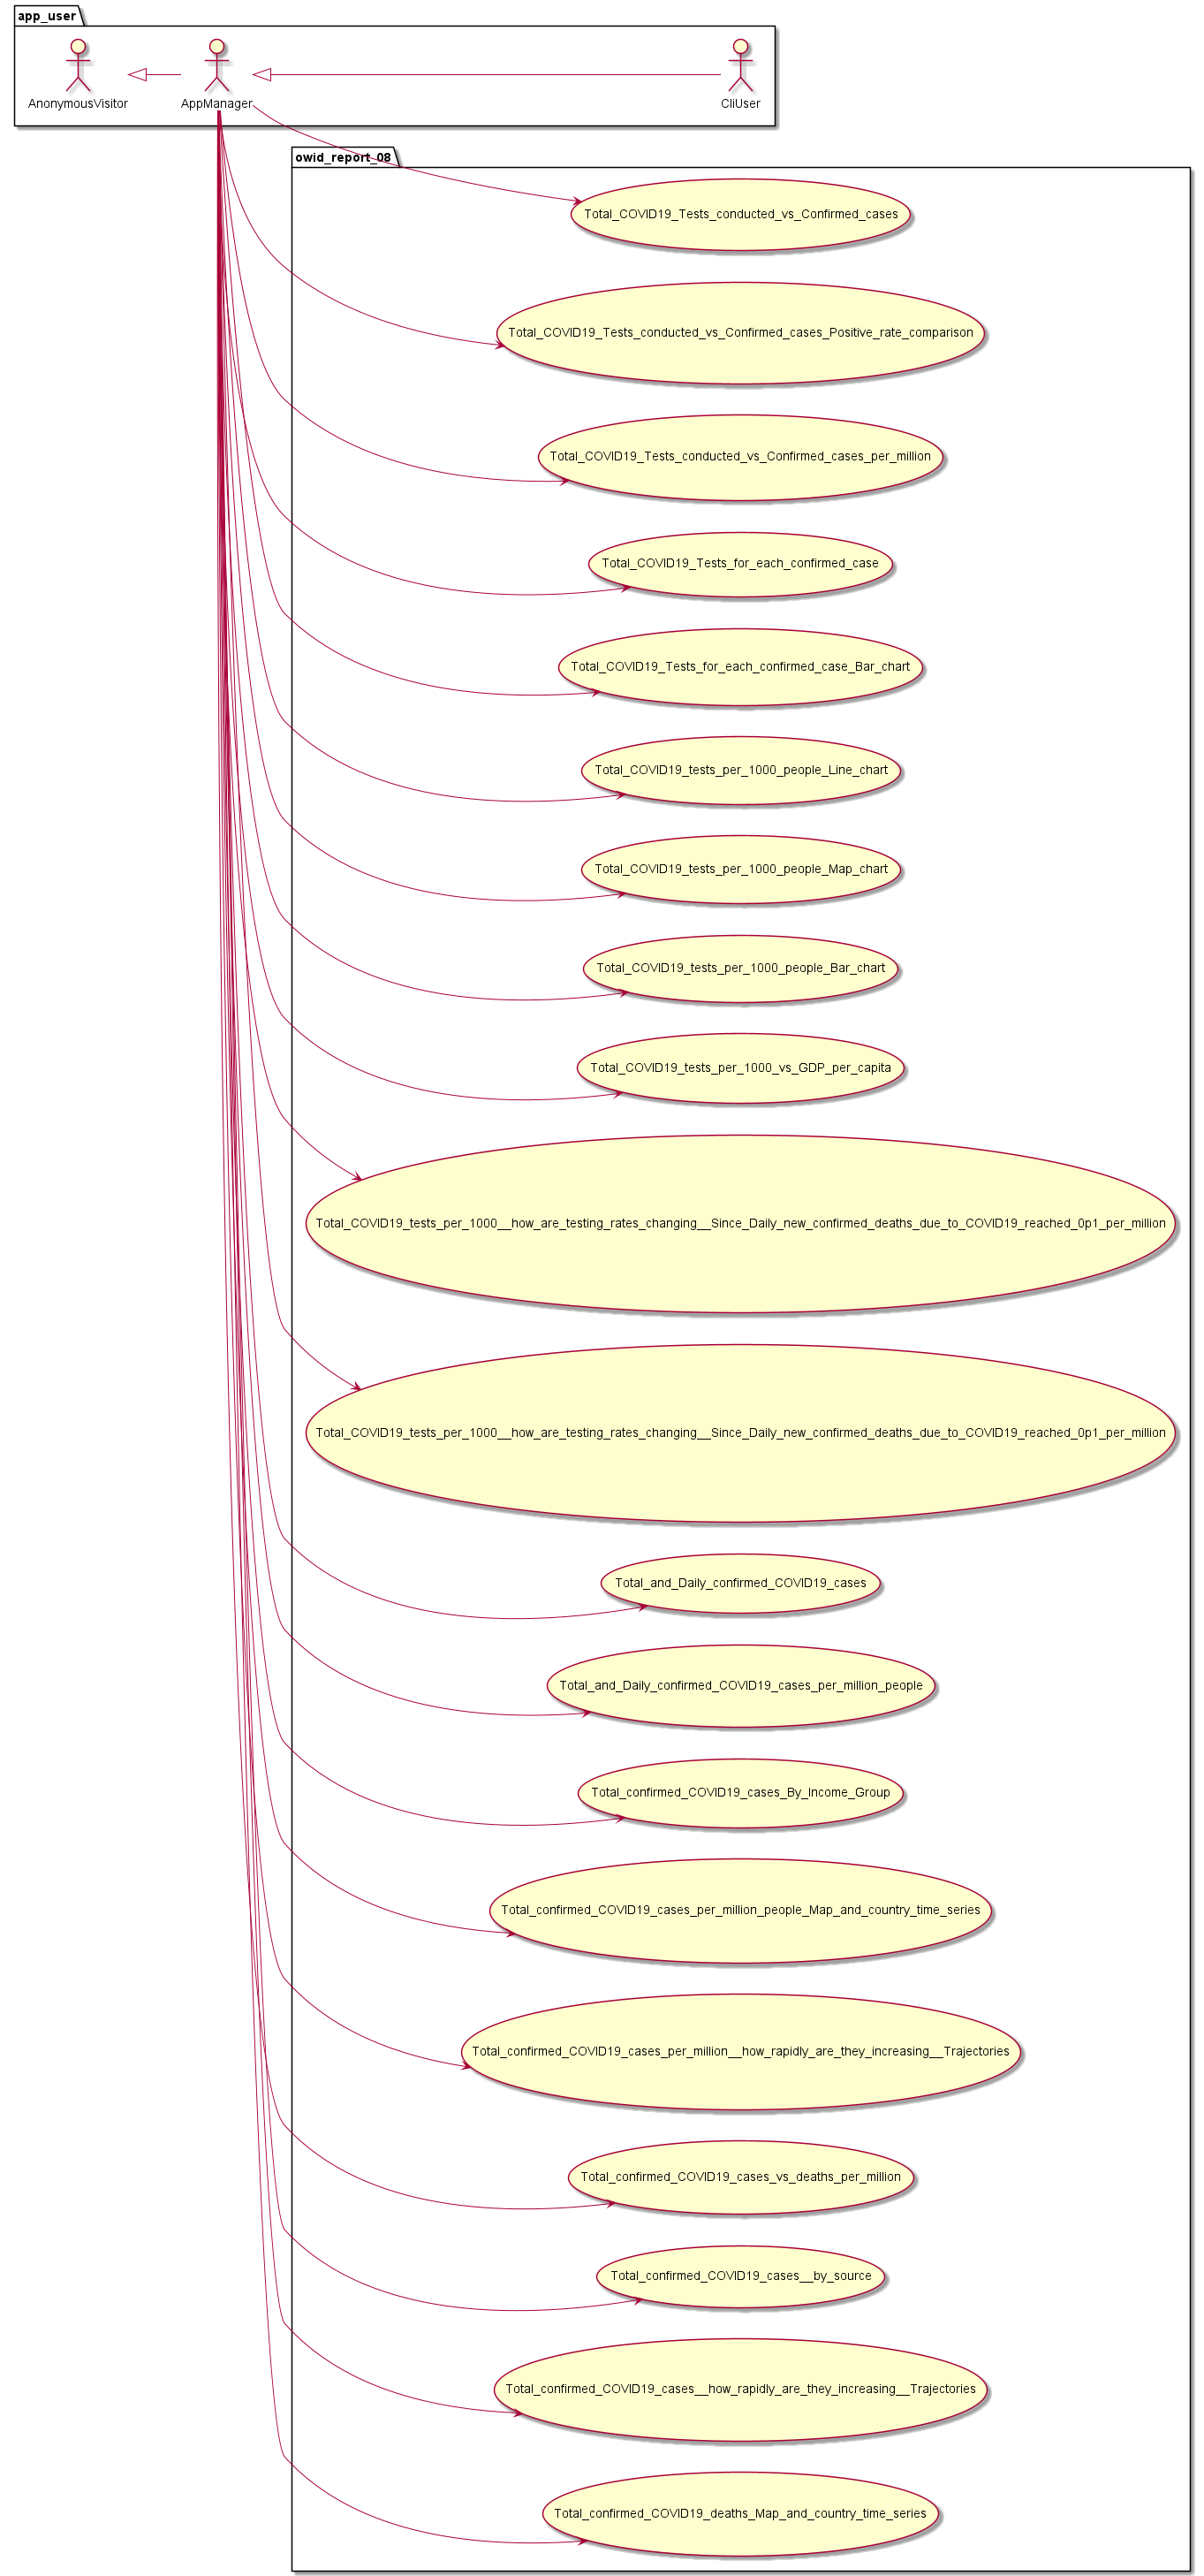 app_user
AnonymousVisitor
AppManager
CliUser
owid_report_08
Total_COVID19_Tests_conducted_vs_Confirmed_cases
Total_COVID19_Tests_conducted_vs_Confirmed_cases_Positive_rate_comparison
Total_COVID19_Tests_conducted_vs_Confirmed_cases_per_million
Total_COVID19_Tests_for_each_confirmed_case
Total_COVID19_Tests_for_each_confirmed_case_Bar_chart
Total_COVID19_tests_per_1000_people_Line_chart
Total_COVID19_tests_per_1000_people_Map_chart
Total_COVID19_tests_per_1000_people_Bar_chart
Total_COVID19_tests_per_1000_vs_GDP_per_capita
Total_COVID19_tests_per_1000__how_are_testing_rates_changing__Since_Daily_new_confirmed_deaths_due_to_COVID19_reached_0p1_per_million
Total_COVID19_tests_per_1000__how_are_testing_rates_changing__Since_Daily_new_confirmed_deaths_due_to_COVID19_reached_0p1_per_million
Total_and_Daily_confirmed_COVID19_cases
Total_and_Daily_confirmed_COVID19_cases_per_million_people
Total_confirmed_COVID19_cases_By_Income_Group
Total_confirmed_COVID19_cases_per_million_people_Map_and_country_time_series
Total_confirmed_COVID19_cases_per_million__how_rapidly_are_they_increasing__Trajectories
Total_confirmed_COVID19_cases_vs_deaths_per_million
Total_confirmed_COVID19_cases__by_source
Total_confirmed_COVID19_cases__how_rapidly_are_they_increasing__Trajectories
Total_confirmed_COVID19_deaths_Map_and_country_time_series